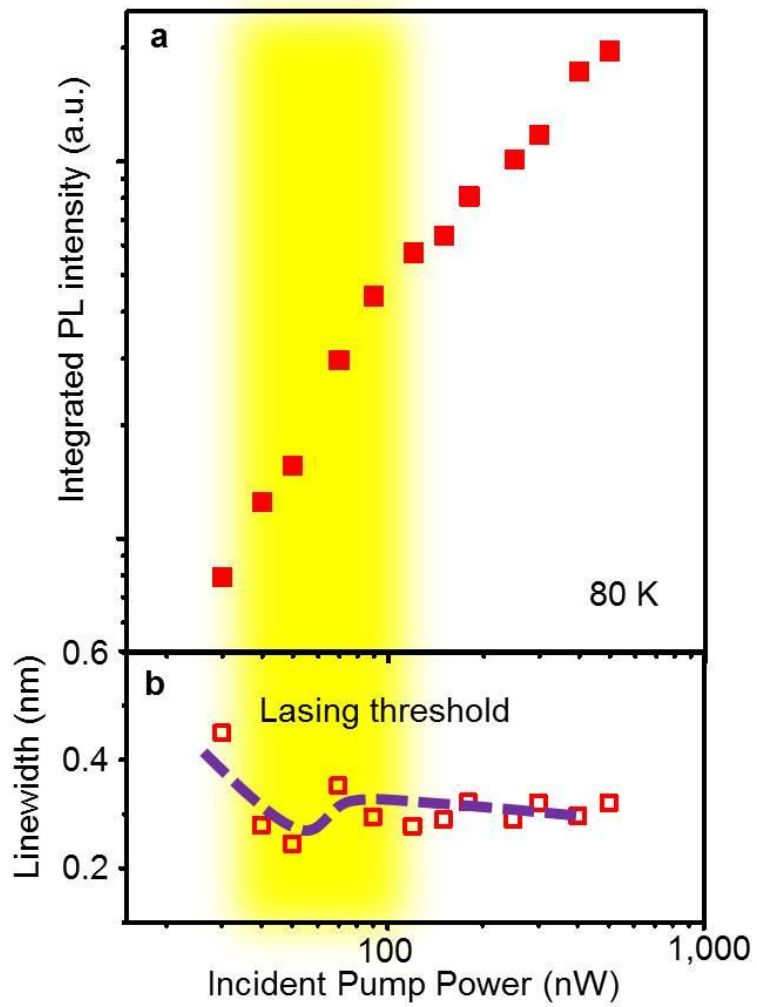 a
Integrated PL intensity (a.u.)
80 K
0.6
b
Lasing threshold
Linewidth (nm)
0.4
0.2
100
1,000
Incident Pump Power (nW)